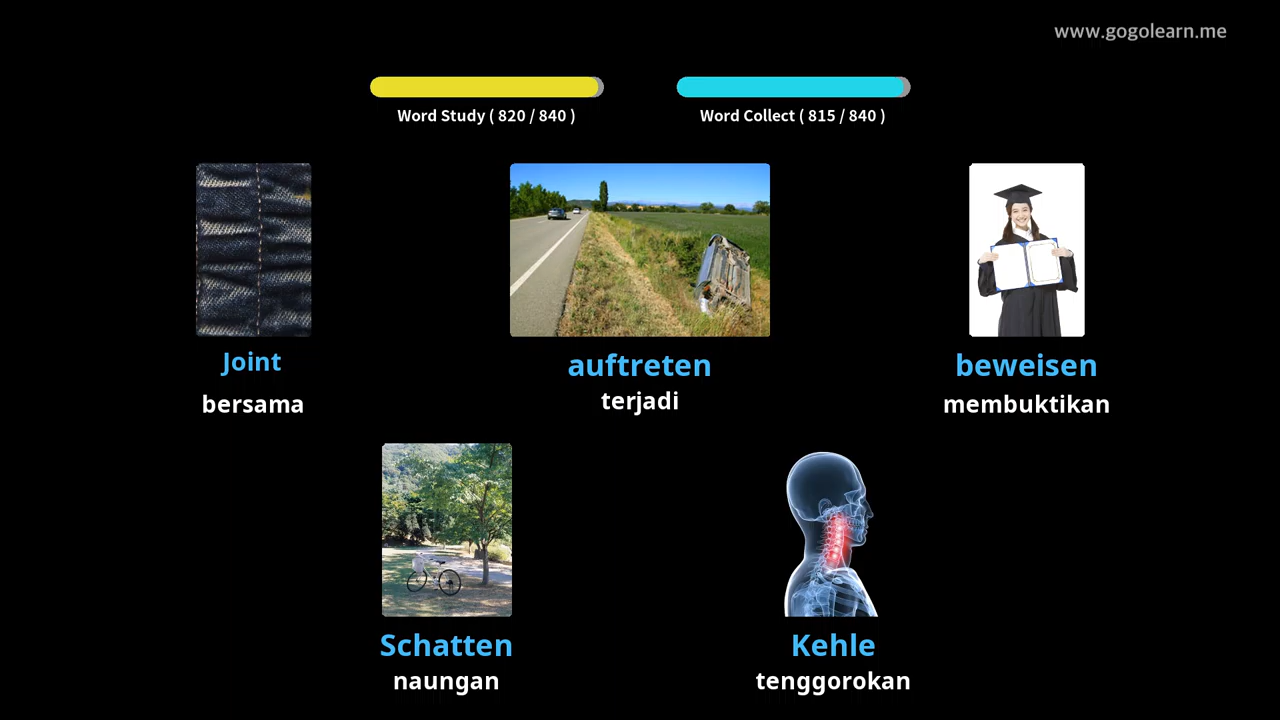 www.gogolearn.me
Word Study ( 820 / 840 )
Word Collect ( 815 / 840 )
Joint
bersama
auftreten
terjadi
beweisen
membuktikan
Schatten
naungan
Kehle
tenggorokan